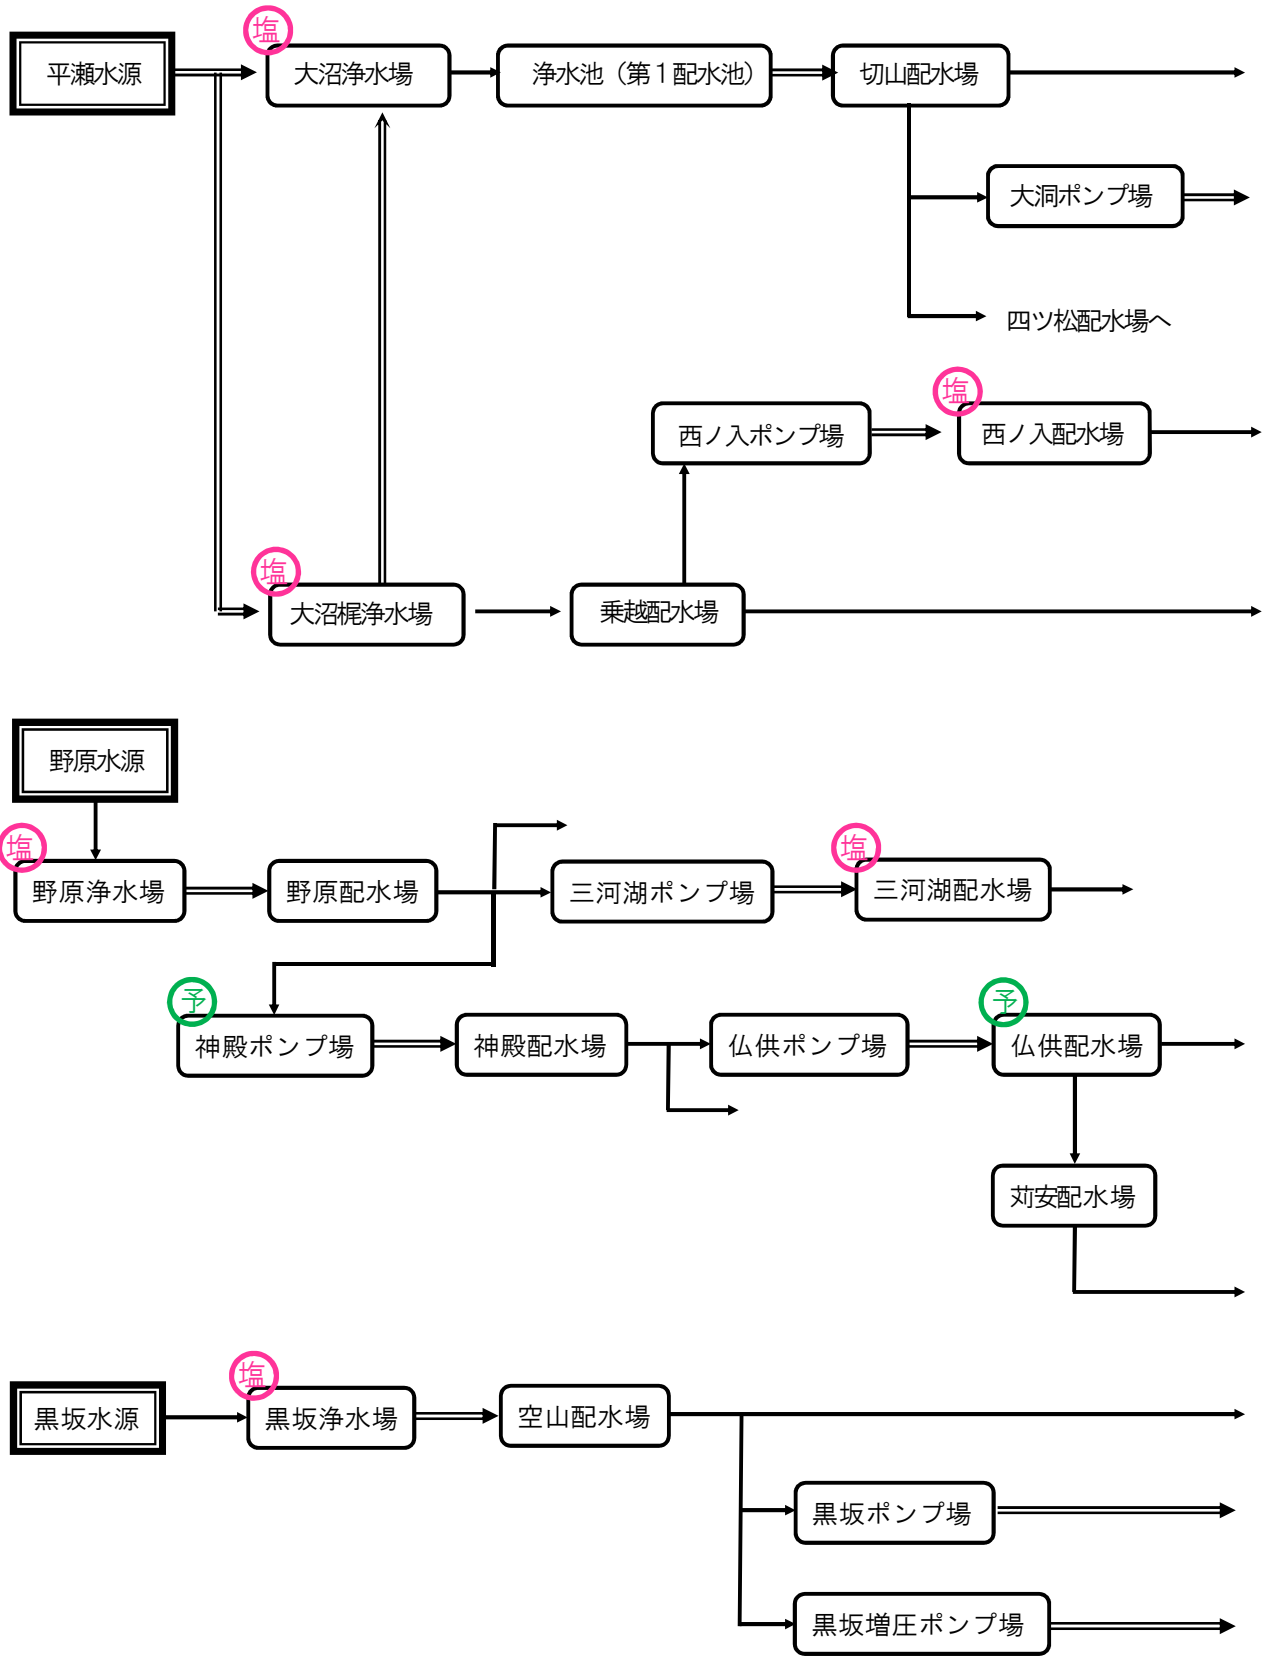 塩
平瀬水源
大沼浄水場
浄水池（第１配水池）
切山配水場
大洞ポンプ場
四ツ松配水場へ
塩
西ノ入ポンプ場
西ノ入配水場
塩
大沼梶浄水場
乗越配水場
野原水源
塩
塩
野原浄水場
野原配水場
三河湖ポンプ場
三河湖配水場
予
予
神殿ポンプ場
神殿配水場
仏供ポンプ場
仏供配水場
苅安配水場
塩
黒坂水源
黒坂浄水場
空山配水場
黒坂ポンプ場
黒坂増圧ポンプ場